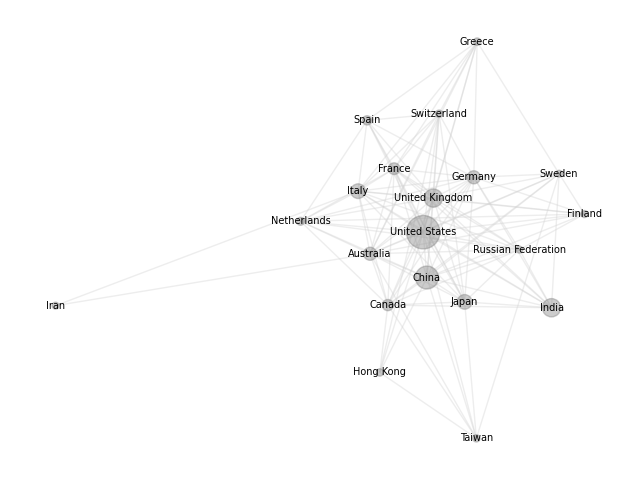 Greece
Switzerland
Spain
France
Germany
Sweden
Italy
United Kingdom
Finland
Netherlands
United States
Russian Federation
Australia
China
Iran
Canada
Japan
India
Hong Kong
Taiwan